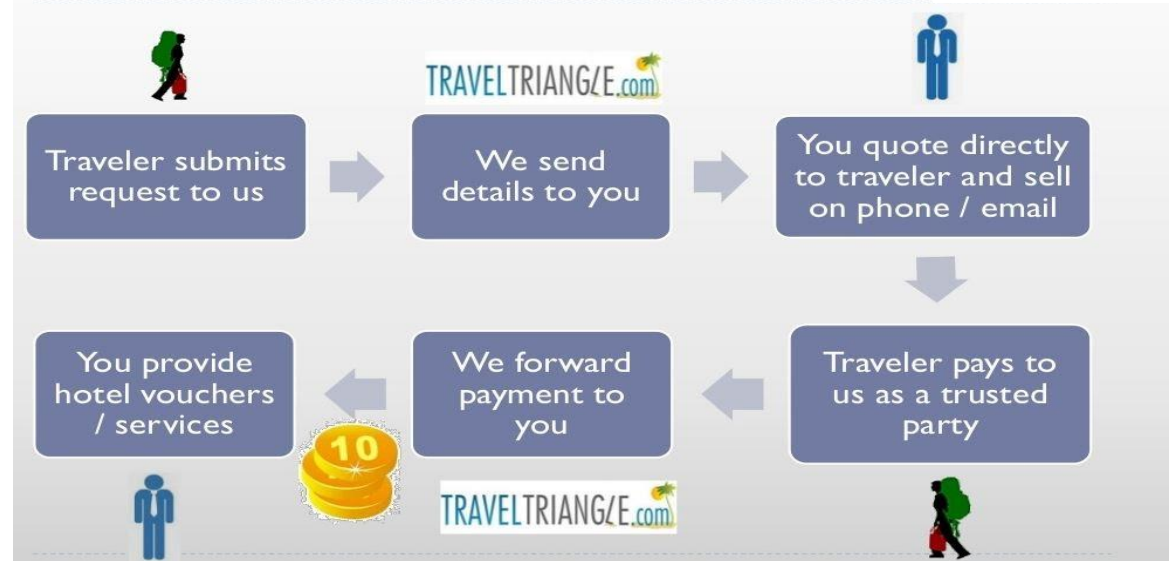 TRAVELTRIANGLE.com
Traveler submits
request to us
We send
details to you
You quote directly
to traveler and sell
on phone / email
You provide
hotel vouchers
/ services
We forward
payment to
you
Traveler pays to
us as a trusted
party
10
TRAVELTRIANGLE.com